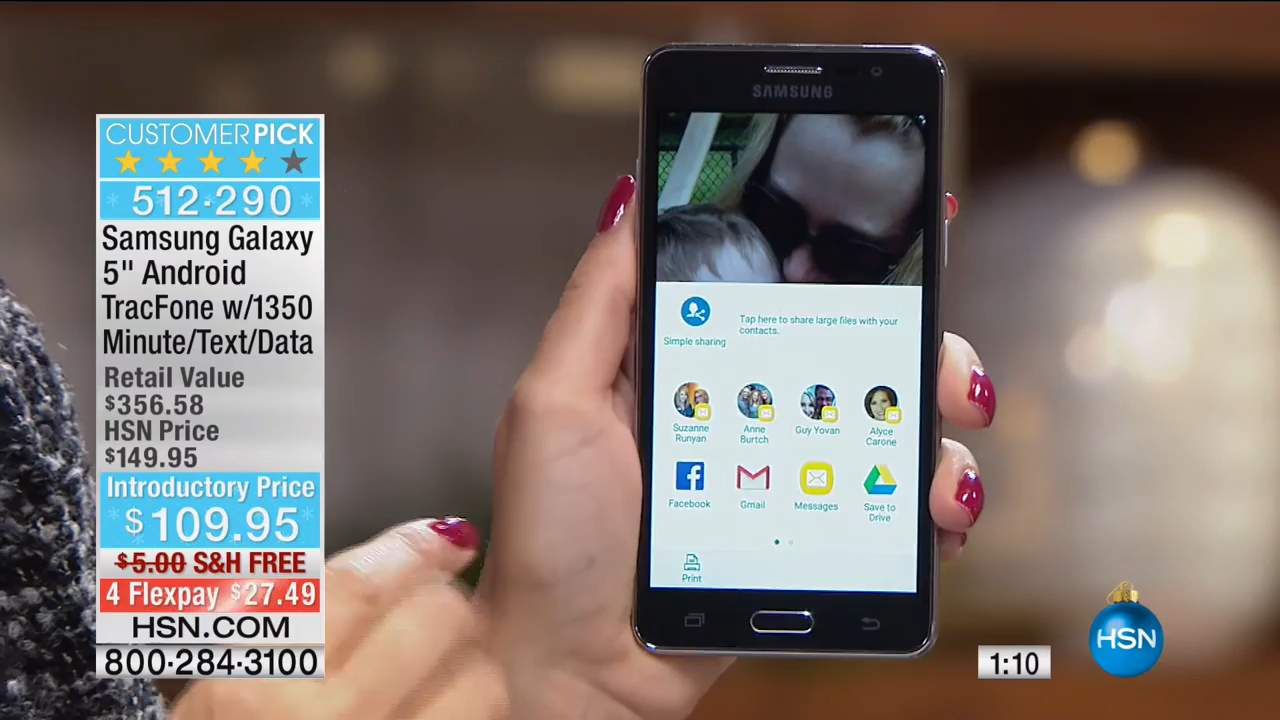 CUSTOMER PICK
512-290
Samsung Galaxy
5" Android
TracFone w/1350
Minute/Text/Data
Retail Value
$356.58
HSN Price
$149.95
Introductory Price
$109.95
$5.00 S&H FREE
4 Flexpay $27.49
HSN.COM
800-284-3100
SAMSUNG
Simple sharing
Tap here to share large files with your
contacts.
Suzanne
Runyan
Anne
Burtch
Guy Yovan
Alyce
Carone
Facebook
Gmail
Messages
Save to
Drive
Print
1:10
HSN